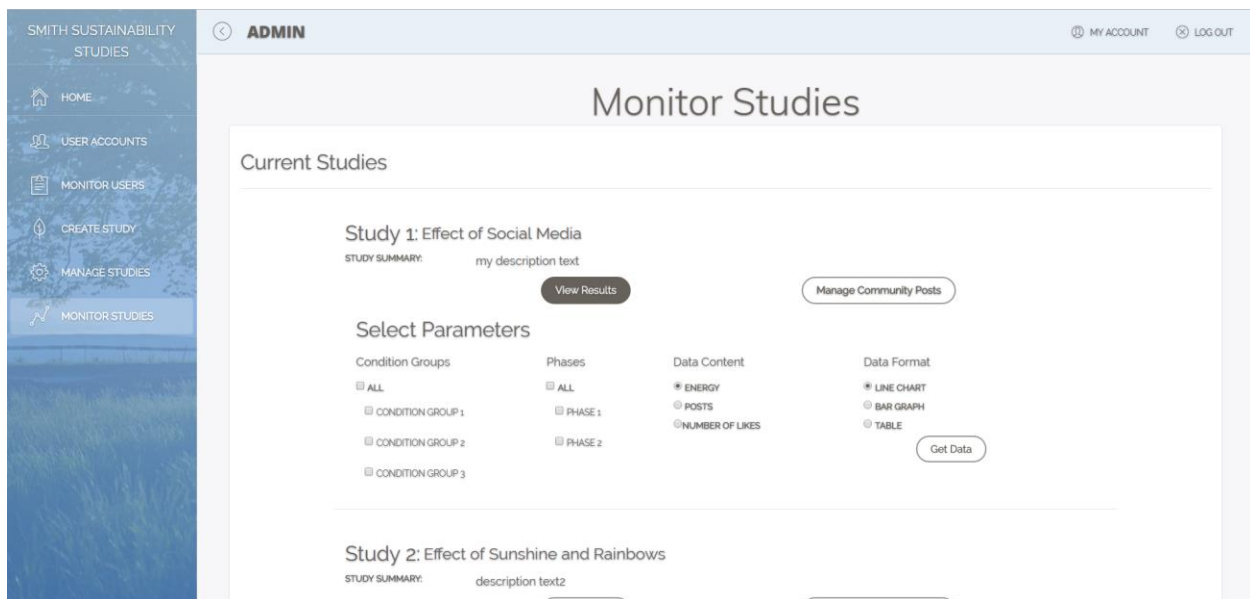 SMITH SUSTAINABILITY
STUDIES
HOME
USER ACCOUNTS
MONITOR USERS
CREATE STUDY
MANAGE STUDIES
MONITOR STUDIES
ADMIN
MY ACCOUNT
LOG OUT
Monitor Studies
Current Studies
Study 1: Effect of Social Media
STUDY SUMMARY: my description text
View Results Manage Community Posts
Select Parameters
Condition Groups Phases Data Content Data Format
ALL ALL ENERGY LINE CHART
CONDITION GROUP 1 PHASE 1 POSTS BAR GRAPH
NUMBER OF LIKES TABLE
CONDITION GROUP 2 PHASE 2 Get Data
CONDITION GROUP 3
Study 2: Effect of Sunshine and Rainbows
STUDY SUMMARY: description text2